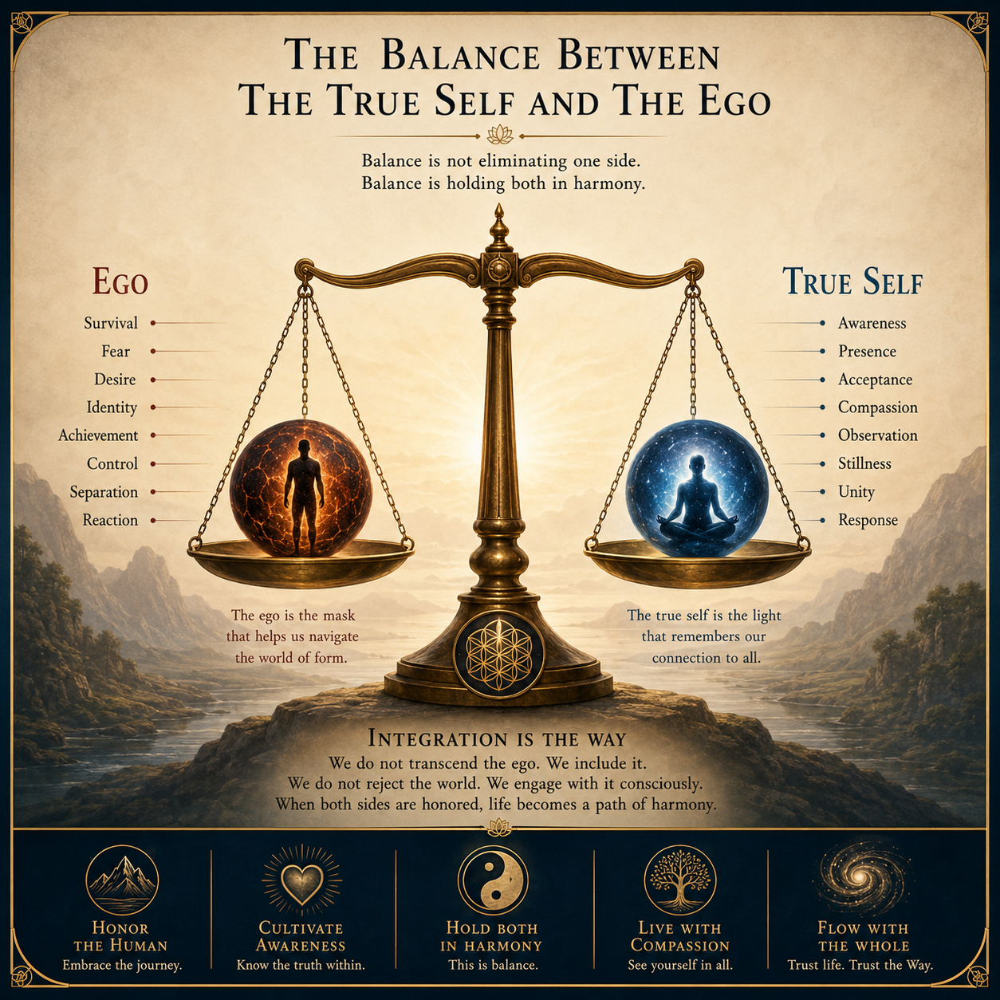 The Balance Between
The True Self and The Ego
Balance is not eliminating one side.
Balance is holding both in harmony.
Ego
Survival
Fear
Desire
Identity
Achievement
Control
Separation
Reaction
True Self
Awareness
Presence
Acceptance
Compassion
Observation
Stillness
Unity
Response
The ego is the mask
that helps us navigate
the world of form.
The true self is the light
that remembers our
connection to all.
Integration is the way
We do not transcend the ego. We include it.
We do not reject the world. We engage with it consciously.
When both sides are honored, life becomes a path of harmony.
Honor
the Human
Embrace the journey.
Cultivate
Awareness
Know the truth within.
Hold both
in harmony
This is balance.
Live with
Compassion
See yourself in all.
Flow with
the whole
Trust life. Trust the Way.